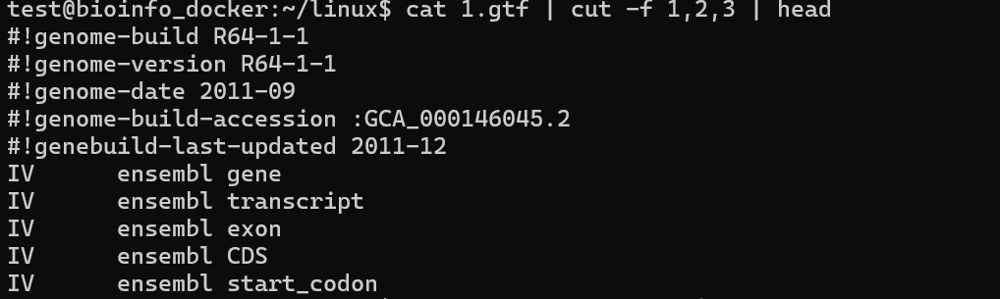 test@bioinfo_docker:~/linux$ cat 1.gtf | cut -f 1,2,3 | head
#!genome-build R64-1-1
#!genome-version R64-1-1
#!genome-date 2011-09
#!genome-build-accession :GCA_000146045.2
#!genebuild-last-updated 2011-12
IV      ensembl gene
IV      ensembl transcript
IV      ensembl exon
IV      ensembl CDS
IV      ensembl start_codon